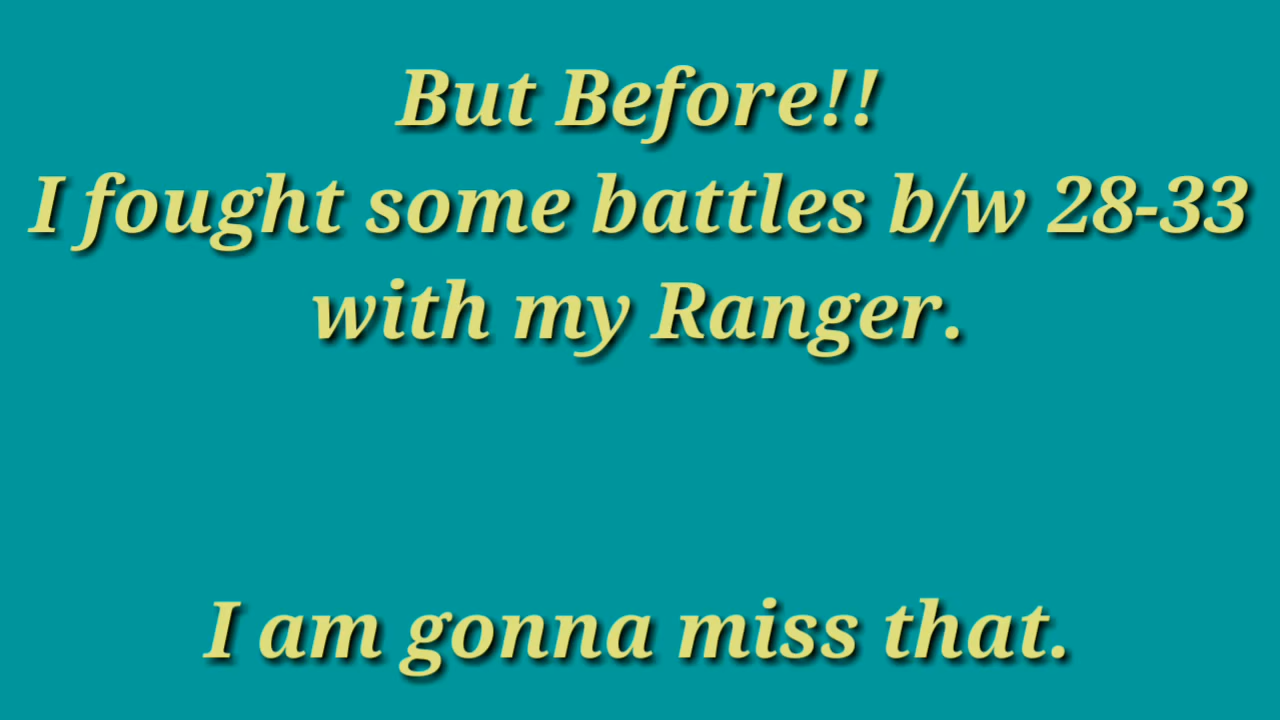 But Before!!
I fought some battles b/w 28-33
with my Ranger.
I am gonna miss that.